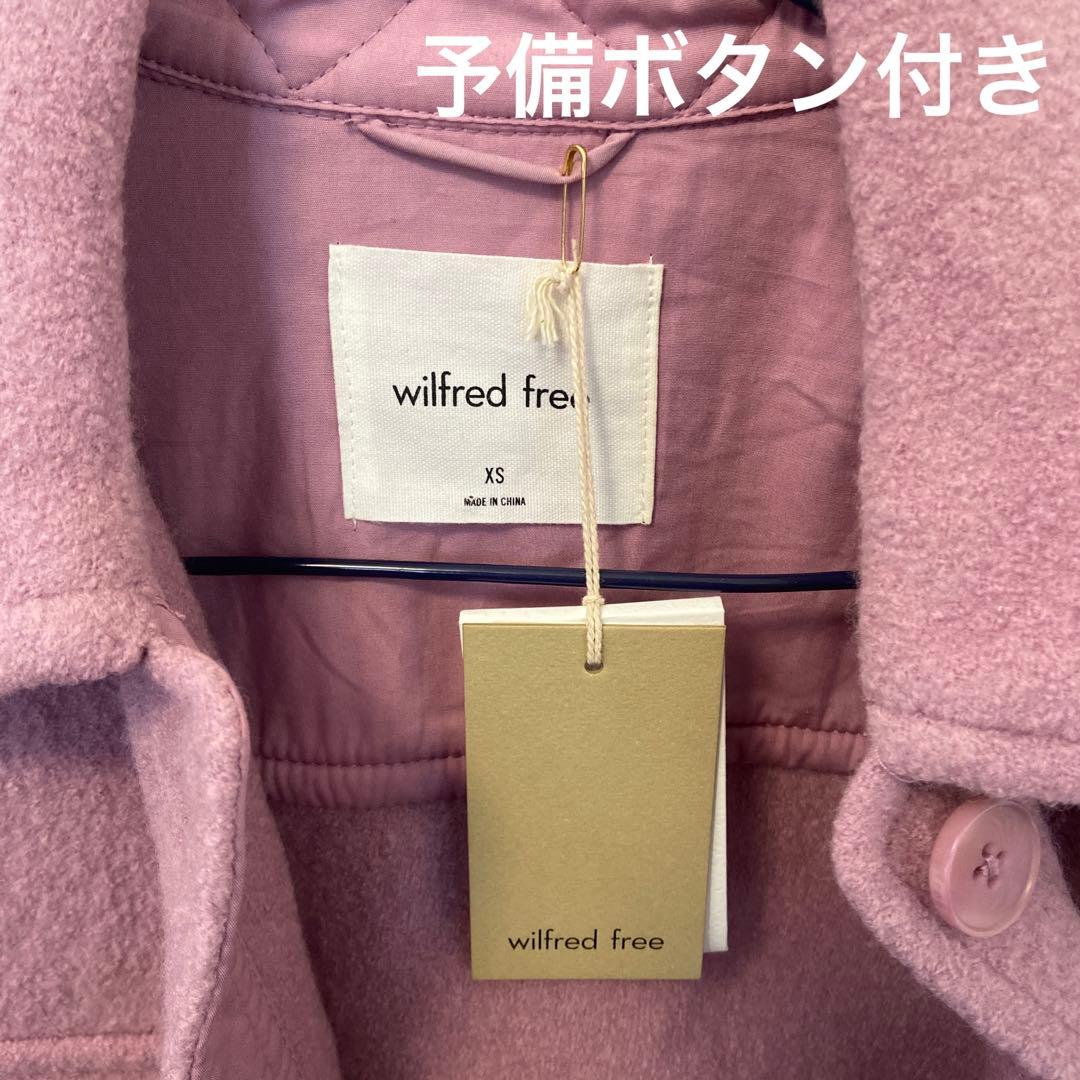 予備ボタン付き
wilfred free
XS
MADE IN CHINA
wilfred free